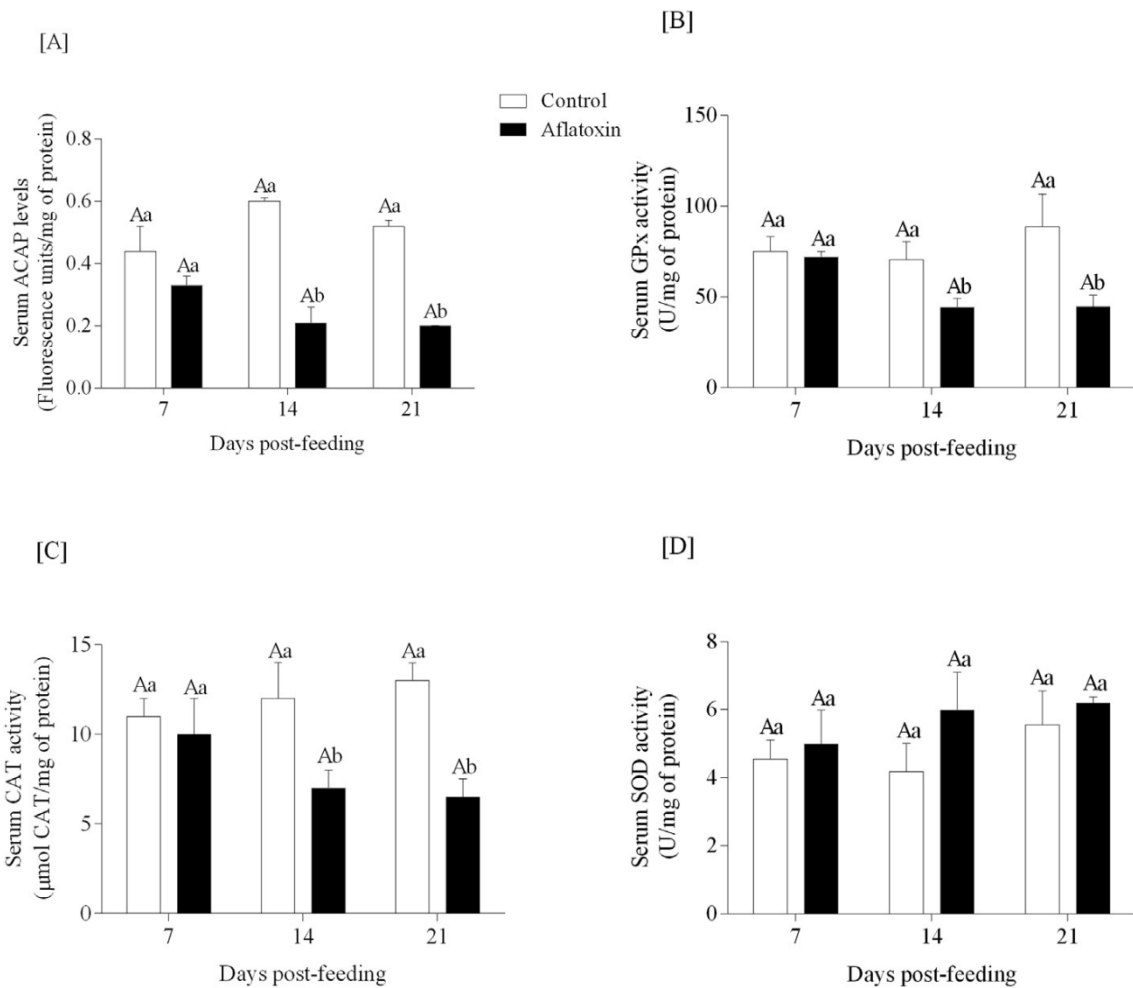 [A]
Control
Aflatoxin
Serum ACAP levels
(Fluorescence units/mg of protein)
0.8
0.6
0.4
0.2
0.0
Aa
Aa
Aa
Ab
Aa
Ab
7
14
21
Days post-feeding
[B]
Serum GPx activity
(U/mg of protein)
150
100
50
0
Aa
Aa
Aa
Ab
Aa
Ab
7
14
21
Days post-feeding
[C]
Serum CAT activity
(μmol CAT/mg of protein)
15
10
5
0
Aa
Aa
Aa
Ab
Aa
Ab
7
14
21
Days post-feeding
[D]
Serum SOD activity
(U/mg of protein)
8
6
4
2
0
Aa
Aa
Aa
Aa
Aa
Aa
7
14
21
Days post-feeding